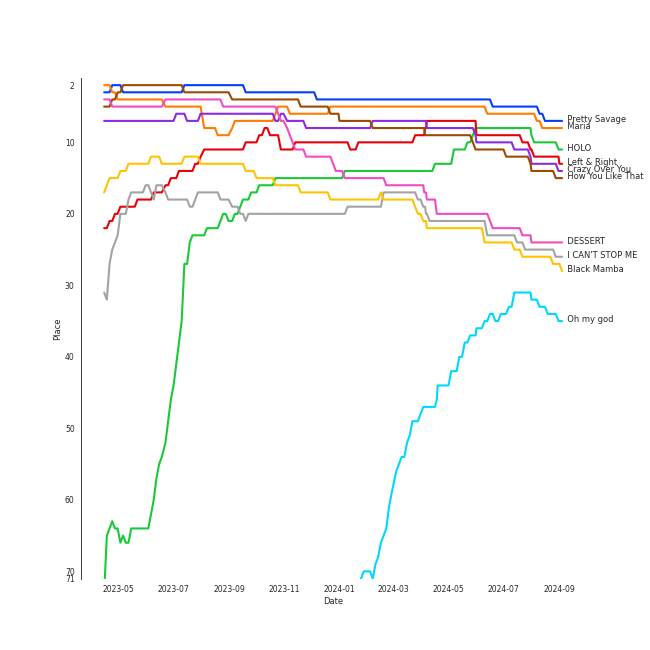 2
10
20
30
40
50
60
70
71
Place
2023-05
2023-07
2023-09
2023-11
2024-01
2024-03
2024-05
2024-07
2024-09
Date
Pretty Savage
Maria
HOLO
Left & Right
Crazy Over You
How You Like That
DESSERT
I CAN'T STOP ME
Black Mamba
Oh my god